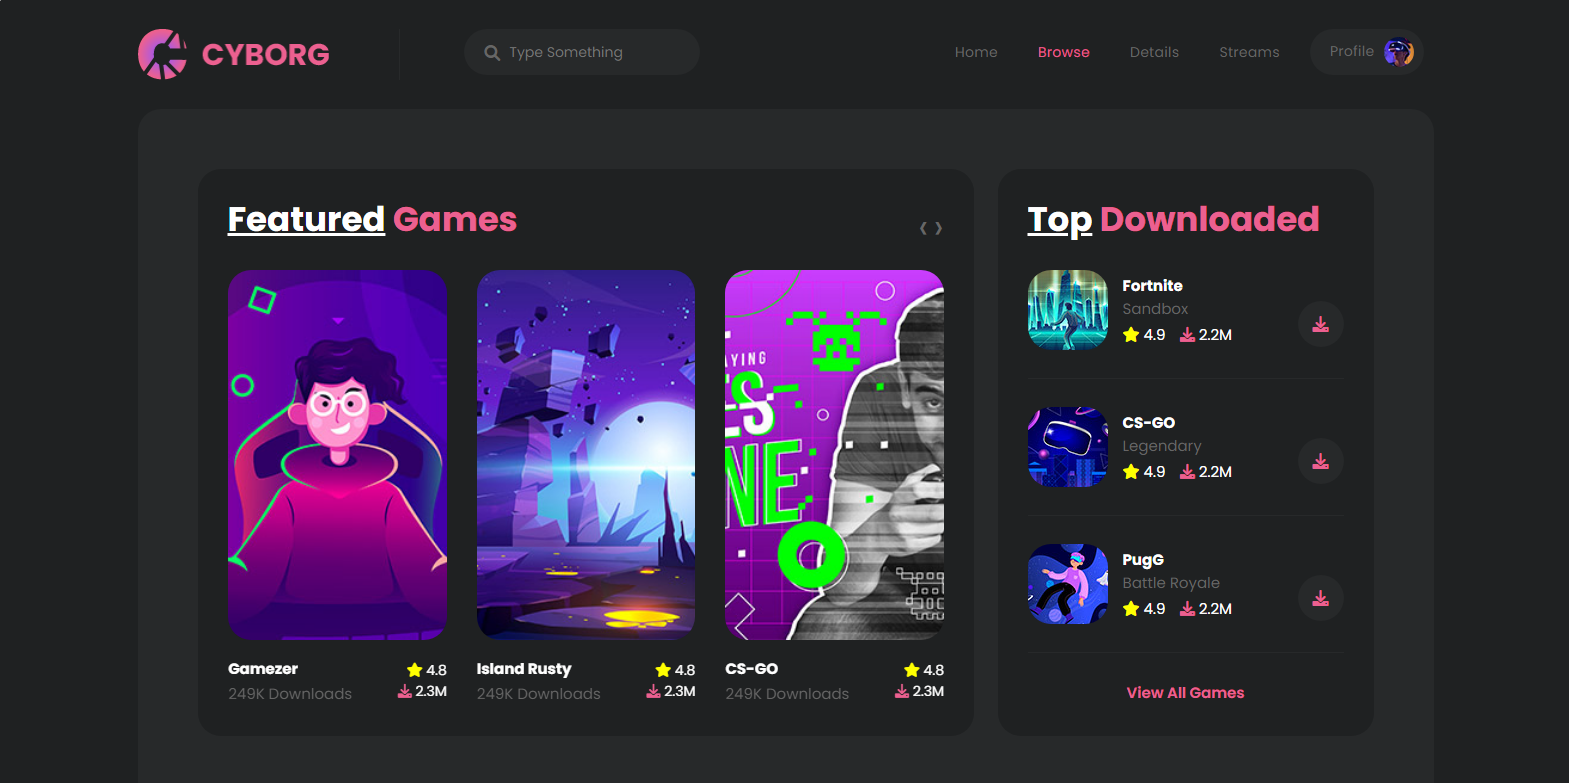 CYBORG
Type Something
Home
Browse
Details
Streams
Profile
Featured Games
‹ ›
Top Downloaded
YING
ES
NE
Gamezer
4.8
249K Downloads
2.3M
Island Rusty
4.8
249K Downloads
2.3M
CS-GO
4.8
249K Downloads
2.3M
Fortnite
Sandbox
4.9 2.2M
CS-GO
Legendary
4.9 2.2M
PugG
Battle Royale
4.9 2.2M
View All Games